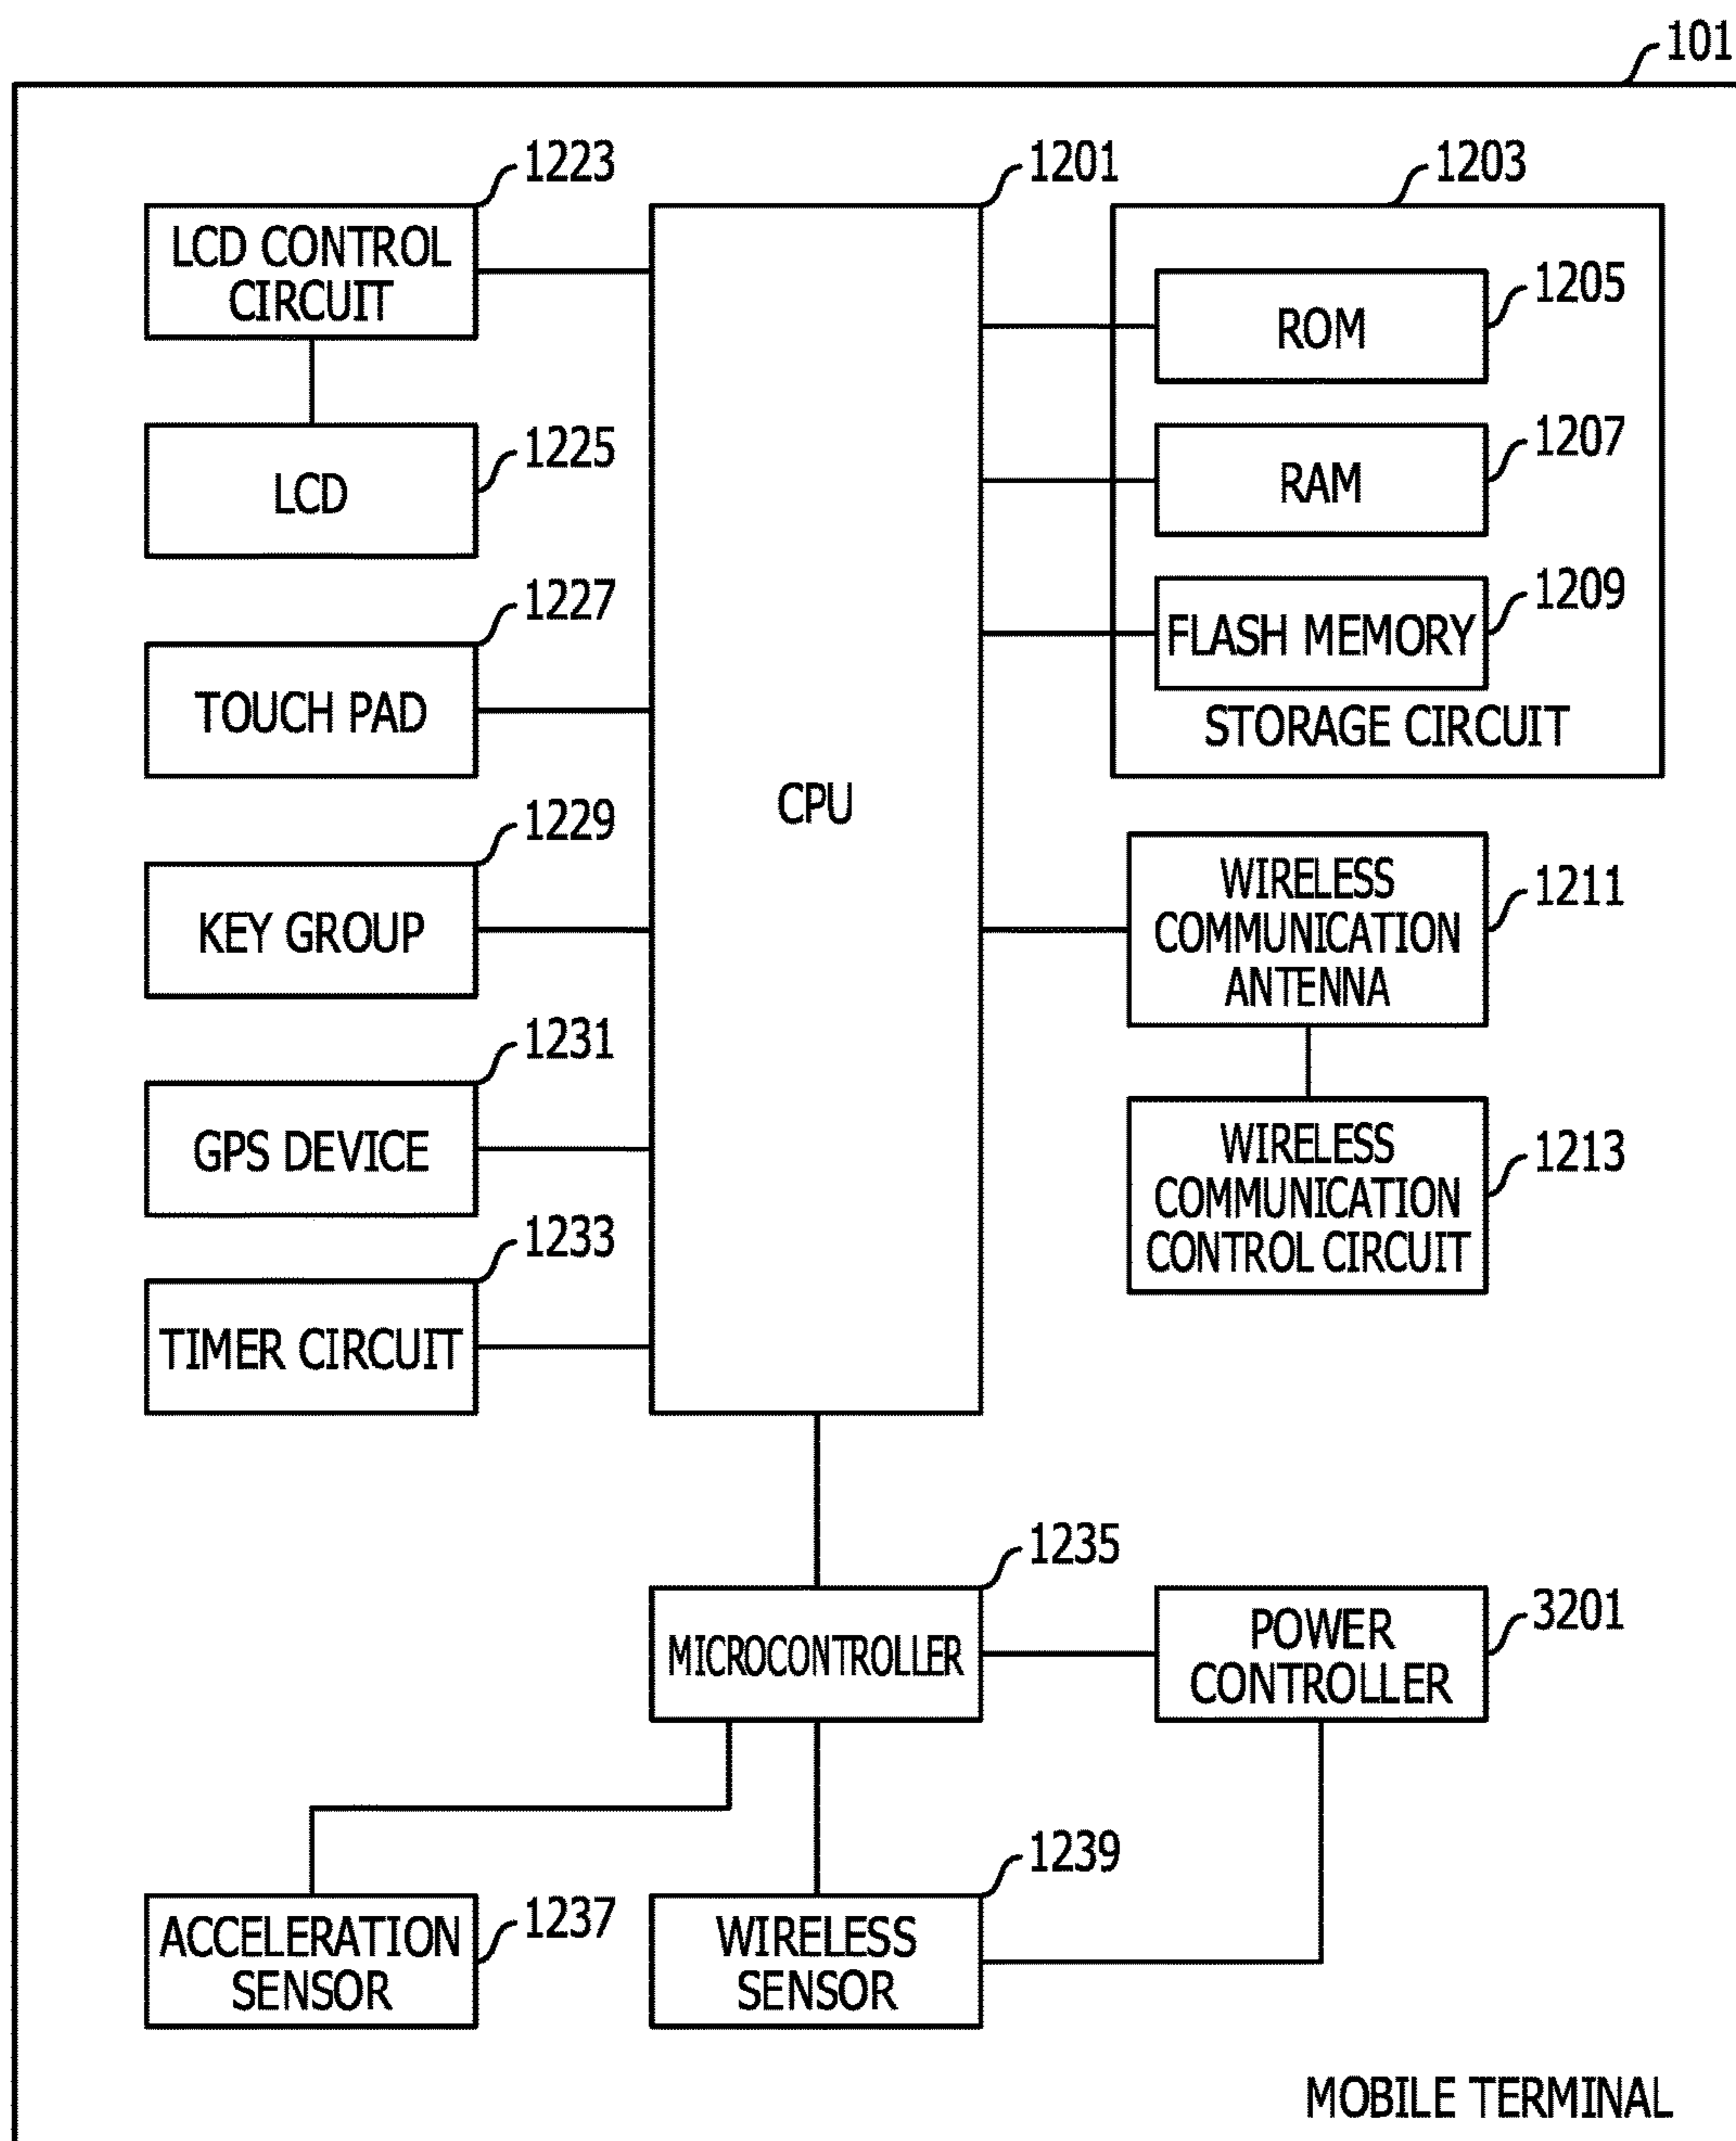 101
1223
1201
1203
LCD CONTROL
CIRCUIT
ROM
1205
LCD
1225
RAM
1207
1227
TOUCH PAD
FLASH MEMORY
1209
STORAGE CIRCUIT
CPU
1229
KEY GROUP
WIRELESS
COMMUNICATION
ANTENNA
1211
1231
GPS DEVICE
WIRELESS
COMMUNICATION
CONTROL CIRCUIT
1213
1233
TIMER CIRCUIT
1235
MICROCONTROLLER
POWER
CONTROLLER
3201
ACCELERATION
SENSOR
1237
1239
WIRELESS
SENSOR
MOBILE TERMINAL